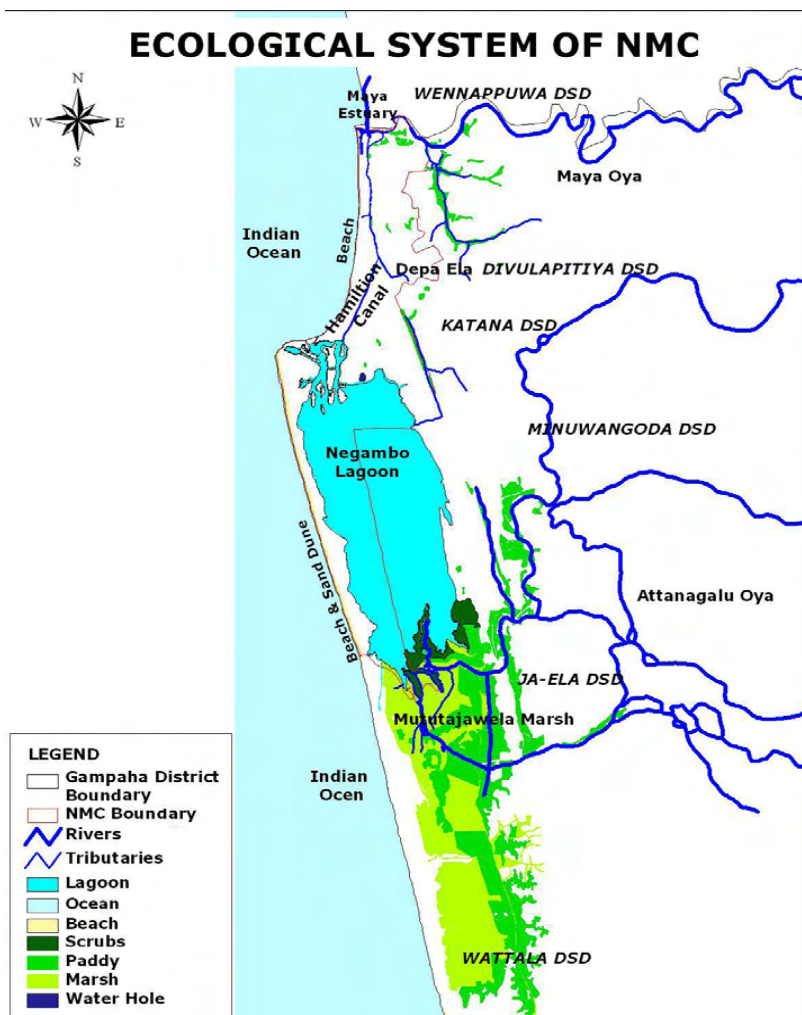 ECOLOGICAL SYSTEM OF NMC
N
W
E
S
Maya
Estuary
WENNAPPUWA DSD
Maya Oya
Indian
Ocean
Beach
Depa Ela
DIVULAPITIYA DSD
Hamiltion
Canal
KATANA DSD
MINUWANGODA DSD
Negambo
Lagoon
Beach & Sand Dune
Attanagalu Oya
JA-ELA DSD
Mututajawela Marsh
Indian
Ocen
WATTALA DSD
LEGEND
Gampaha District
Boundary
NMC Boundary
Rivers
Tributaries
Lagoon
Ocean
Beach
Scrubs
Paddy
Marsh
Water Hole